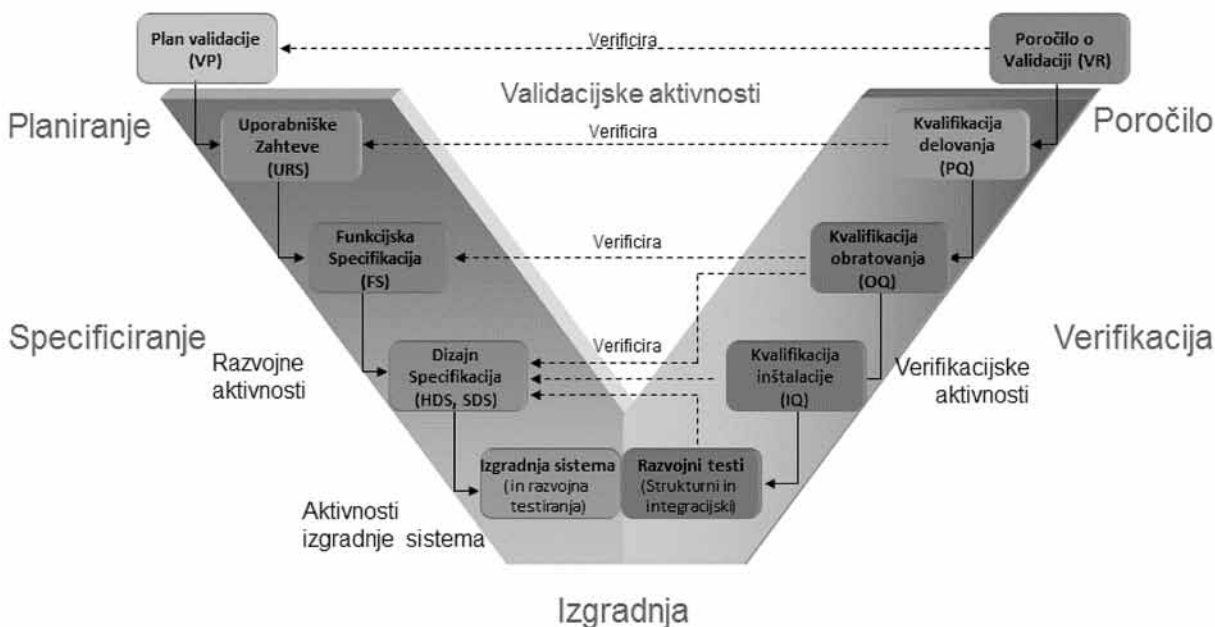 Plan validacije
(VP)
Verificira
Poročilo o
Validaciji (VR)
Validacijske aktivnosti
Planiranje
Poročilo
Uporabniške
Zahteve
(URS)
Verificira
Kvalifikacija
delovanja
(PQ)
Funkcijska
Specifikacija
(FS)
Verificira
Kvalifikacija
obratovanja
(OQ)
Specificiranje
Verifikacija
Razvojne
aktivnosti
Dizajn
Specifikacija
(HDS, SDS)
Verificira
Kvalifikacija
inštalacije
(IQ)
Verifikacijske
aktivnosti
Izgradnja sistema
(in razvojna
testiranja)
Razvojni testi
(Strukturni in
integracijski)
Aktivnosti
izgradnje sistema
Izgradnja